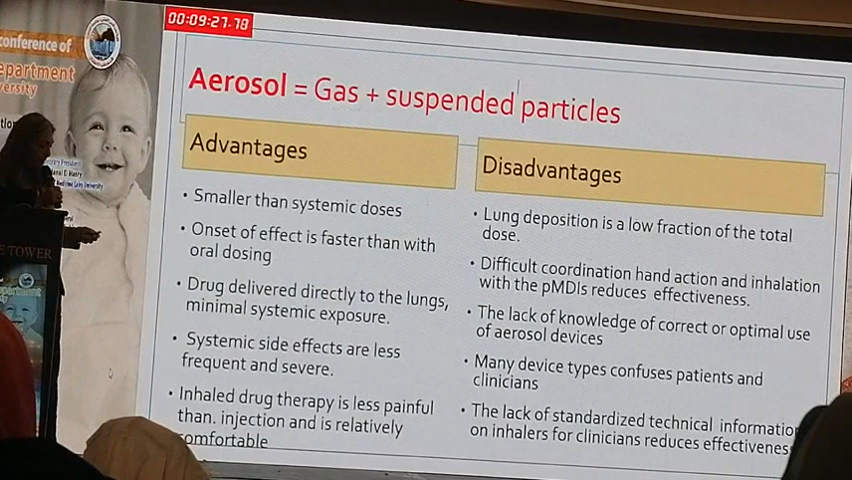 00:09:27.78
conference of
epartment
versity
Aerosol = Gas + suspended particles
Advantages
• Smaller than systemic doses
• Onset of effect is faster than with
oral dosing
• Drug delivered directly to the lungs,
minimal systemic exposure.
• Systemic side effects are less
frequent and severe.
• Inhaled drug therapy is less painful
than. injection and is relatively
comfortable
Disadvantages
• Lung deposition is a low fraction of the total
dose.
• Difficult coordination hand action and inhalation
with the pMDIs reduces effectiveness.
• The lack of knowledge of correct or optimal use
of aerosol devices
• Many device types confuses patients and
clinicians
• The lack of standardized technical information
on inhalers for clinicians reduces effectiveness
E TOWER